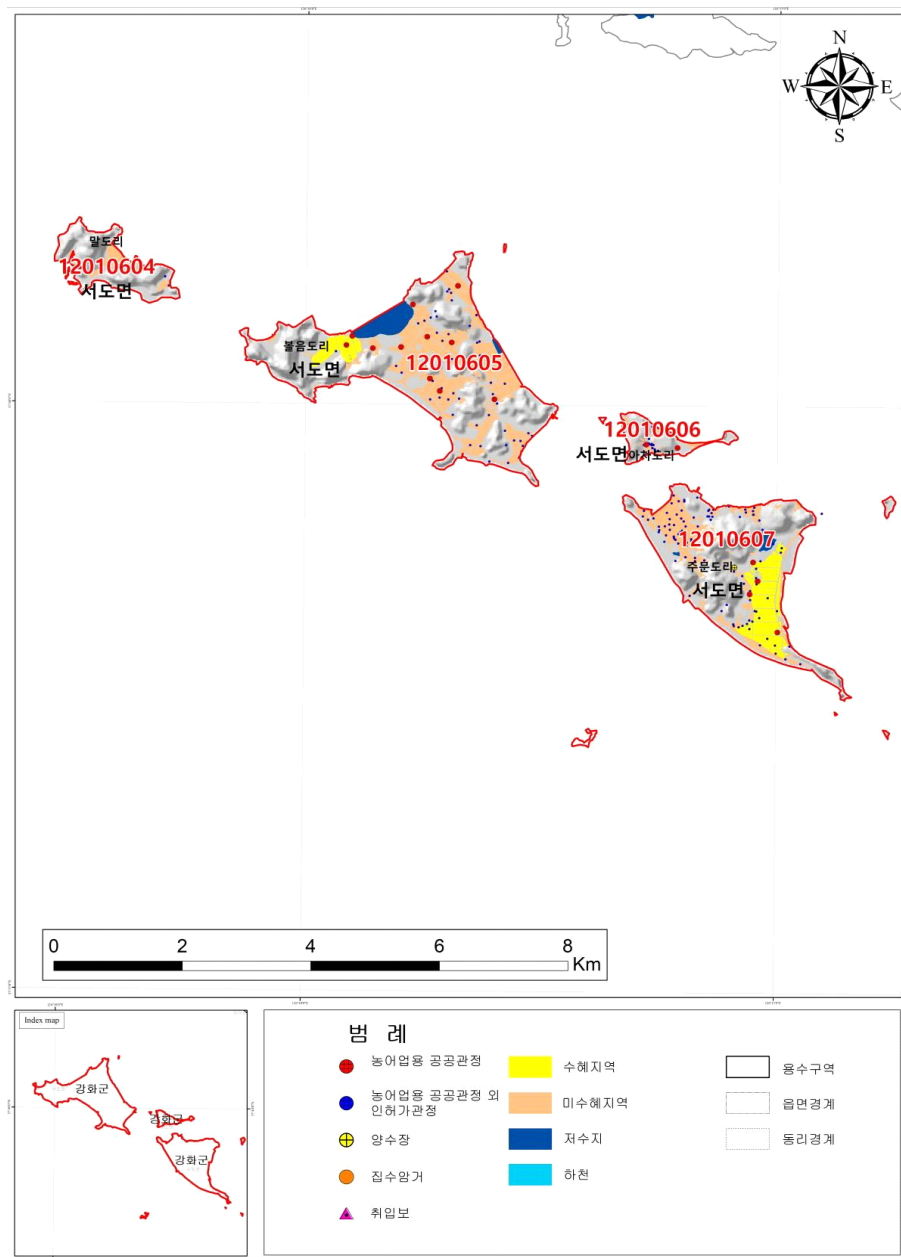 N
W E
S
말도리
12010604
서도면
볼음도리
서도면
12010605
12010606
서도면 아차도리
12010607
주문도리
서도면
0 2 4 6 8
Km
Index map
강화군
강화군
강화군
범 례
농어업용 공공관정
농어업용 공공관정 외
인허가관정
양수장
집수암거
취입보
수혜지역
미수혜지역
저수지
하천
용수구역
읍면경계
동리경계